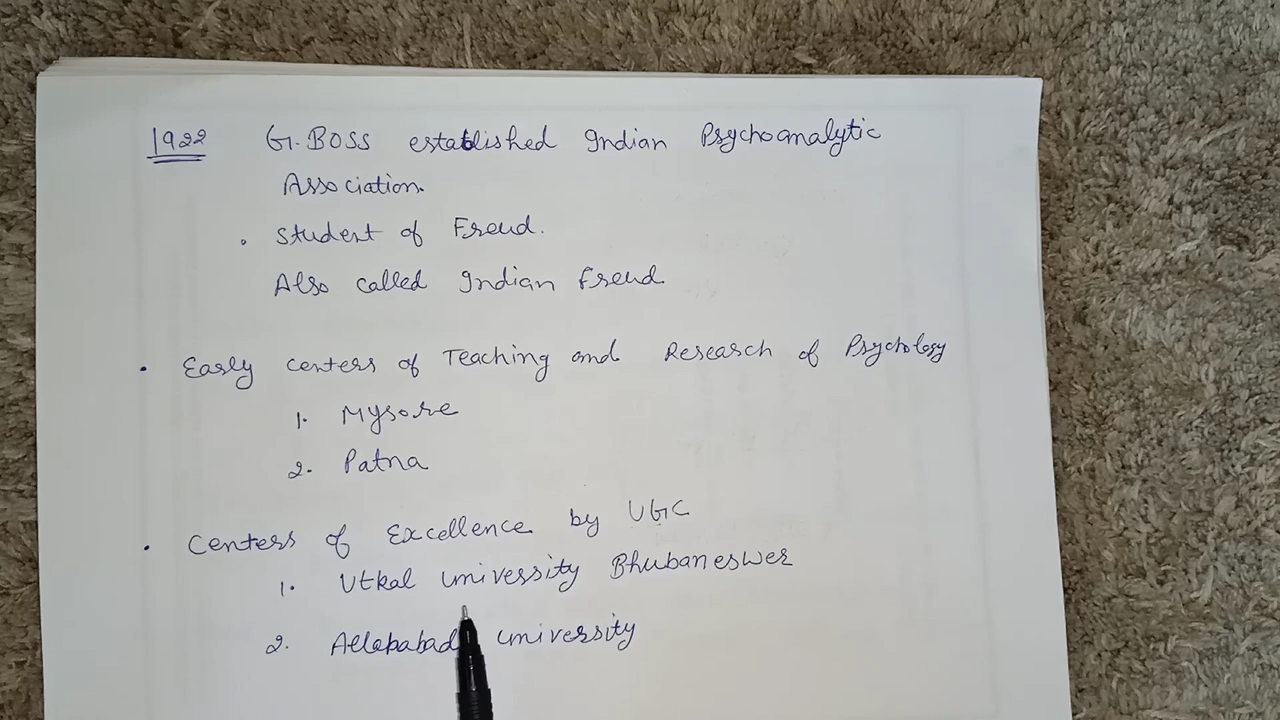 1922 G. BOSS established Indian Psychoanalytic
Association.
• Student of Freud.
Also called Indian Freud
• Early centers of Teaching and Research of Psychology
1. Mysore
2. Patna
• Centers of Excellence by UGC
1. Utkal University Bhubaneswer
2. Allahabad University